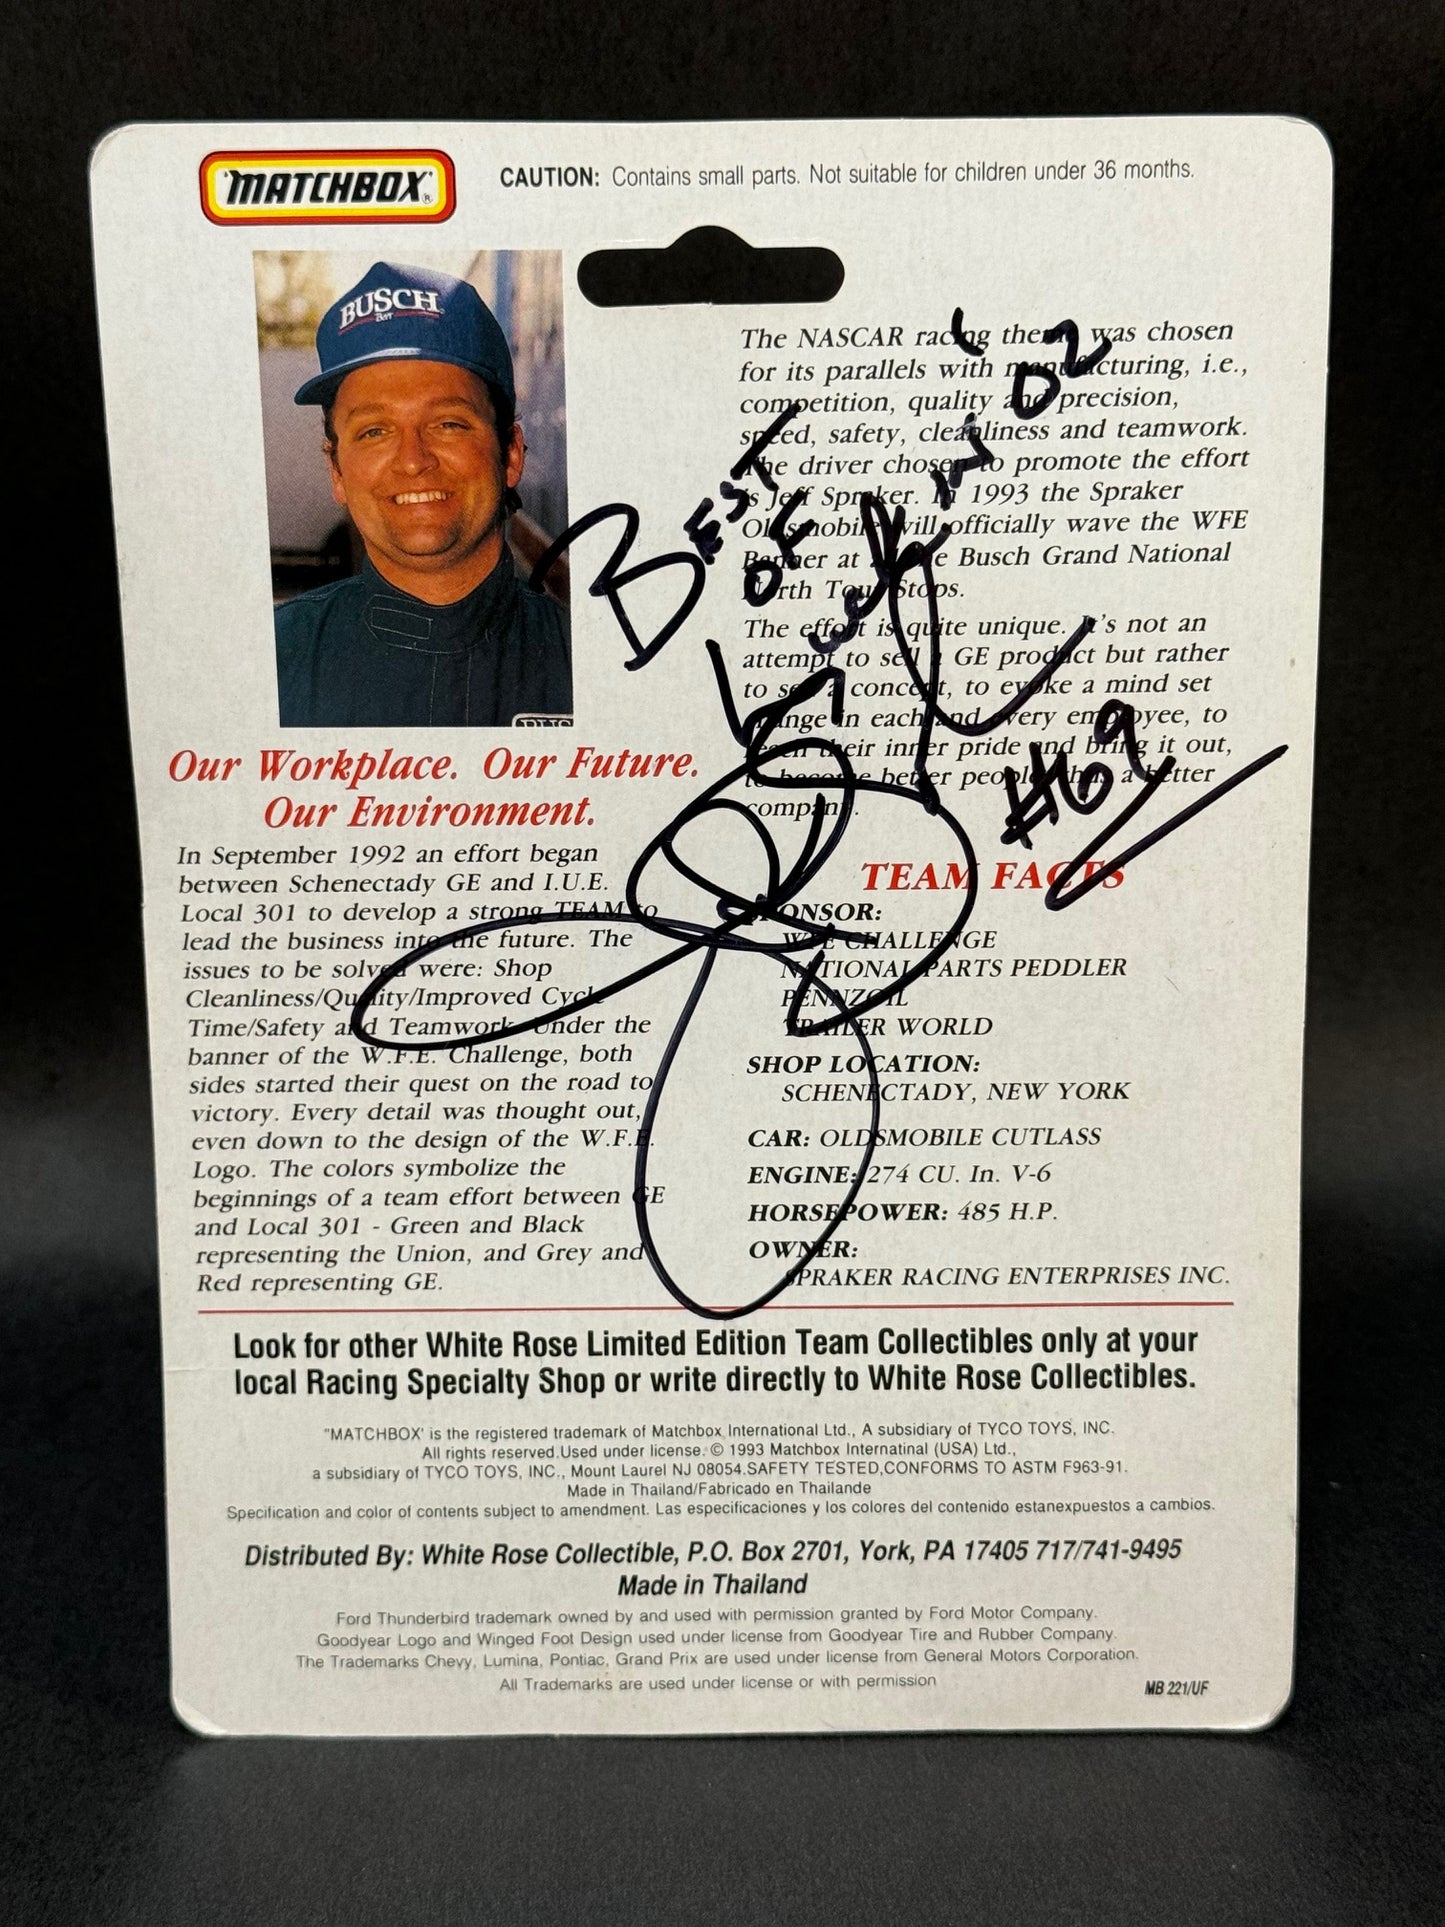 MATCHBOX®
CAUTION: Contains small parts. Not suitable for children under 36 months.
BUSCH
Beer
The NASCAR racing theme was chosen
for its parallels with manufacturing, i.e.,
competition, quality and precision,
speed, safety, cleanliness and teamwork.
The driver chosen to promote the effort
is Jeff Spraker. In 1993 the Spraker
Oldsmobile will officially wave the WFE
Banner at the Busch Grand National
North Tour Stops.
The effort is quite unique. It's not an
attempt to sell a GE product but rather
to sell a concept, to evoke a mind set
change in each and every employee, to
reach their inner pride and bring it out,
to become better people thus a better
company.
BEST
OF
Luck IN '02
#69
Our Workplace. Our Future.
Our Environment.
In September 1992 an effort began
between Schenectady GE and I.U.E.
Local 301 to develop a strong TEAM to
lead the business into the future. The
issues to be solved were: Shop
Cleanliness/Quality/Improved Cycle
Time/Safety and Teamwork. Under the
banner of the W.F.E. Challenge, both
sides started their quest on the road to
victory. Every detail was thought out,
even down to the design of the W.F.E.
Logo. The colors symbolize the
beginnings of a team effort between GE
and Local 301 - Green and Black
representing the Union, and Grey and
Red representing GE.
TEAM FACTS
SPONSOR:
WFE CHALLENGE
NATIONAL PARTS PEDDLER
PENNZOIL
TRAILER WORLD
SHOP LOCATION:
SCHENECTADY, NEW YORK
CAR: OLDSMOBILE CUTLASS
ENGINE: 274 CU. In. V-6
HORSEPOWER: 485 H.P.
OWNER:
SPRAKER RACING ENTERPRISES INC.
Look for other White Rose Limited Edition Team Collectibles only at your
local Racing Specialty Shop or write directly to White Rose Collectibles.
"MATCHBOX' is the registered trademark of Matchbox International Ltd., A subsidiary of TYCO TOYS, INC.
All rights reserved.Used under license. © 1993 Matchbox Internatinal (USA) Ltd.,
a subsidiary of TYCO TOYS, INC., Mount Laurel NJ 08054.SAFETY TESTED,CONFORMS TO ASTM F963-91.
Made in Thailand/Fabricado en Thailande
Specification and color of contents subject to amendment. Las especificaciones y los colores del contenido estanexpuestos a cambios.
Distributed By: White Rose Collectible, P.O. Box 2701, York, PA 17405 717/741-9495
Made in Thailand
Ford Thunderbird trademark owned by and used with permission granted by Ford Motor Company.
Goodyear Logo and Winged Foot Design used under license from Goodyear Tire and Rubber Company.
The Trademarks Chevy, Lumina, Pontiac, Grand Prix are used under license from General Motors Corporation.
All Trademarks are used under license or with permission
MB 221/UF